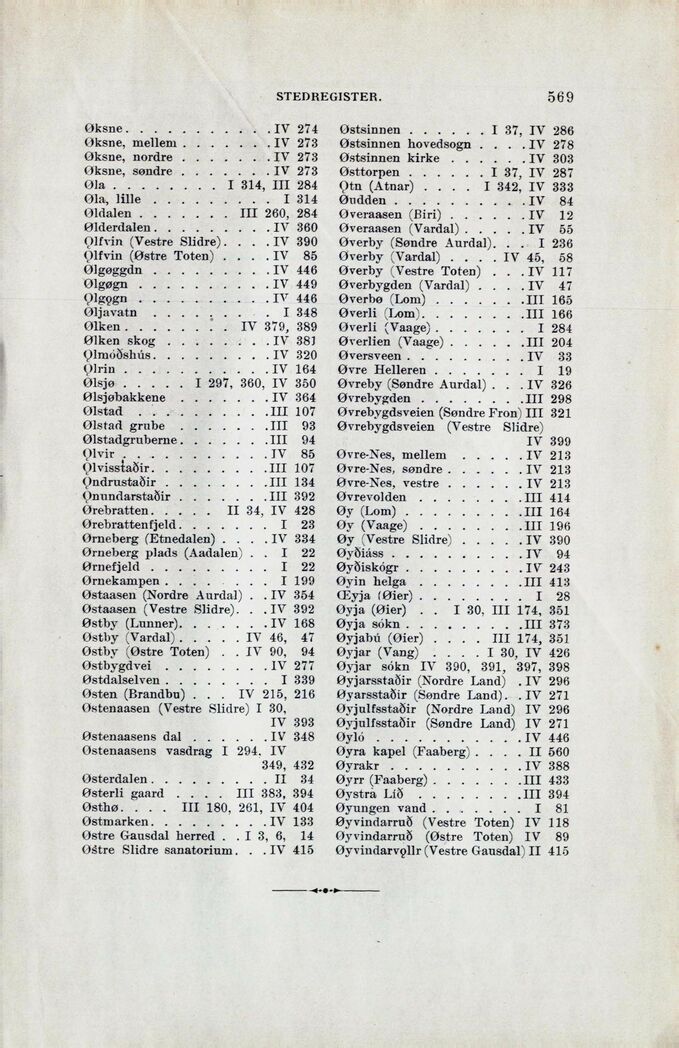 STEDREGISTER. 569
Øksne. . . . . . . . . . . IV 274
Øksne, mellem . . . . . . . IV 273
Øksne, nordre . . . . . . . IV 273
Øksne, søndre . . . . . . . IV 273
Øla . . . . . . . . I 314, III 284
Øla, lille . . . . . . . . . I 314
Øldalen . . . . . . . III 260, 284
Ølderdalen . . . . . . . . . IV 360
Ǫlfvin (Vestre Slidre). . . . IV 390
Ǫlfvin (Østre Toten) . . . . IV 85
Ølgøggdn . . . . . . . . . IV 446
Ølgøgn . . . . . . . . . . IV 449
Ǫlgǫgn . . . . . . . . . . IV 446
Øljavatn . . . . . . . . . I 348
Ølken . . . . . . . . IV 379, 389
Ølken skog . . . . . . . . IV 381
Ǫlmóðshús . . . . . . . . . IV 320
Ǫlrin . . . . . . . . . . . IV 164
Ølsjø . . . . . I 297, 360, IV 350
Ølsjøbakkene . . . . . . . IV 364
Ølstad . . . . . . . . . . III 107
Ølstad grube . . . . . . . III 93
Ølstadgruberne . . . . . . . III 94
Ǫlvir . . . . . . . . . . . IV 85
Ǫlvisstaðir. . . . . . . . . III 107
Ǫndrustaðir . . . . . . . . III 134
Ǫnundarstaðir . . . . . . . III 392
Ørebratten . . . . . . II 34, IV 428
Ørebrattenfjeld. . . . . . . . I 23
Ørneberg (Etnedalen) . . . . IV 334
Ørneberg plads (Aadalen) . . I 22
Ørnefjeld . . . . . . . . . I 22
Ørnekampen . . . . . . . . . I 199
Østaasen (Nordre Aurdal) . . IV 354
Østaasen (Vestre Slidre). . . IV 392
Østby (Lunner). . . . . . . . IV 168
Østby (Vardal) . . . . . IV 46, 47
Østby (Østre Toten) . . IV 90, 94
Østbygdvei . . . . . . . . IV 277
Østdalselven . . . . . . . . I 339
Østen (Brandbu) . . . IV 215, 216
Østenaasen (Vestre Slidre) I 30,
IV 393
Østenaasens dal . . . . . . IV 348
Østenaasens vasdrag I 294, IV
349, 432
Østerdalen . . . . . . . . . II 34
Østerli gaard . . . . III 383, 394
Østhø. . . . III 180, 261, IV 404
Østmarken . . . . . . . . . IV 133
Østre Gausdal herred . . I 3, 6, 14
Østre Slidre sanatorium. . . IV 415
Østsinnen . . . . . . I 37, IV 286
Østsinnen hovedsogn . . . . IV 278
Østsinnen kirke . . . . . . IV 303
Østtorpen . . . . . . I 37, IV 287
Ǫtn (Atnar) . . . . I 342, IV 333
Øudden . . . . . . . . . . IV 84
Øveraasen (Biri) . . . . . . IV 12
Øveraasen (Vardal) . . . . . IV 55
Øverby (Søndre Aurdal). . . . I 236
Øverby (Vardal) . . . . IV 45, 58
Øverby (Vestre Toten) . . . IV 117
Øverbygden (Vardal) . . . . IV 47
Øverbø (Lom) . . . . . . . III 165
Øverli (Lom). . . . . . . . III 166
Øverli (Vaage) . . . . . . . . I 284
Øverlien (Vaage) . . . . . . III 204
Øversveen . . . . . . . . . IV 33
Øvre Helleren . . . . . . . . I 19
Øvreby (Søndre Aurdal) . . . IV 326
Øvrebygden . . . . . . . . III 298
Øvrebygdsveien (Søndre Fron) III 321
Øvrebygdsveien (Vestre Slidre)
IV 399
Øvre-Nes, mellem . . . . . IV 213
Øvre-Nes, søndre . . . . . . IV 213
Øvre-Nes, vestre . . . . . . IV 213
Øvrevolden . . . . . . . . III 414
Øy (Lom) . . . . . . . . . III 164
Øy (Vaage) . . . . . . . . III 196
Øy (Vestre Slidre) . . . . . IV 390
Øyðiáss . . . . . . . . . . IV 94
Øyðiskógr . . . . . . . . . IV 243
Øyin helga . . . . . . . . III 413
Œyja (Øier) . . . . . . . . . I 28
Øyja (Øier) . . I 30, III 174, 351
Øyja sókn . . . . . . . . . III 373
Øyjabú (Øier) . . . . III 174, 351
Øyjar (Vang) . . . . I 30, IV 426
Øyjar sókn IV 390, 391, 397, 398
Øyjarsstaðir (Nordre Land) . IV 296
Øyarsstaðir (Søndre Land). . IV 271
Øyjulfsstaðir (Nordre Land) IV 296
Øyjulfsstaðir (Søndre Land) IV 271
Øyló . . . . . . . . . . . IV 446
Øyra kapel (Faaberg) . . . . II 560
Øyrakr . . . . . . . . . . IV 388
Øyrr (Faaberg) . . . . . . . III 433
Øystra Líð . . . . . . . . III 394
Øyungen vand . . . . . . . . I 81
Øyvindarruð (Vestre Toten) IV 118
Øyvindarruð (Østre Toten) IV 89
Øyvindarvǫllr (Vestre Gausdal) II 415